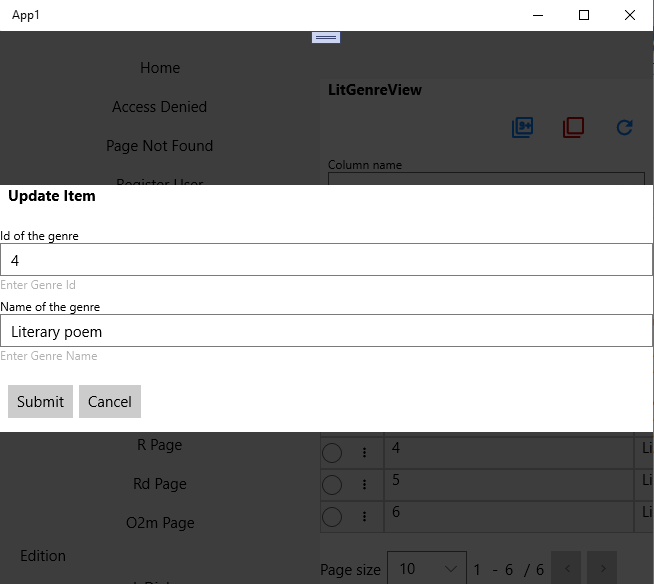 App1
Home
Access Denied
Page Not Found
Register User
LitGenreView
9+
Column name
Update Item
Id of the genre
4
Enter Genre Id
Name of the genre
Literary poem
Enter Genre Name
Submit Cancel
R Page
Rd Page
O2m Page
Edition
4 Li
5 Li
6 Li
Page size 10 1 - 6 / 6